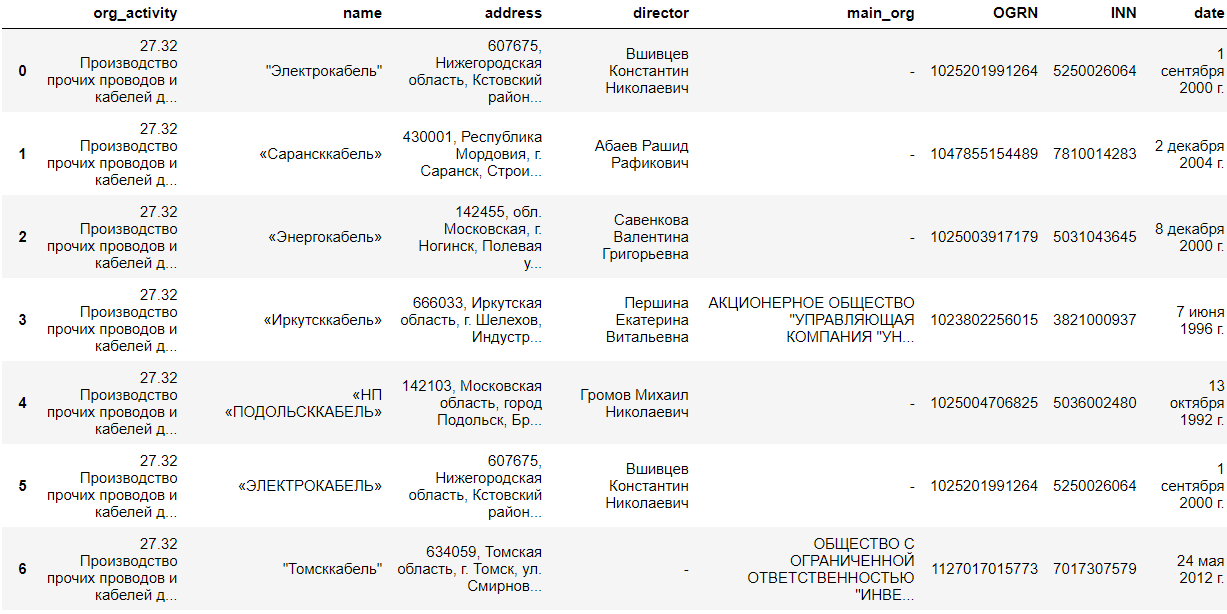 org_activity name address director main_org OGRN INN date
0 27.32 Производство прочих проводов и кабелей д... "Электрокабель" 607675, Нижегородская область, Кстовский район... Вшивцев Константин Николаевич - 1025201991264 5250026064 1 сентября 2000 г.
1 27.32 Производство прочих проводов и кабелей д... «Сарансккабель» 430001, Республика Мордовия, г. Саранск, Строи... Абаев Рашид Рафикович - 1047855154489 7810014283 2 декабря 2004 г.
2 27.32 Производство прочих проводов и кабелей д... «Энергокабель» 142455, обл. Московская, г. Ногинск, Полевая у... Савенкова Валентина Григорьевна - 1025003917179 5031043645 8 декабря 2000 г.
3 27.32 Производство прочих проводов и кабелей д... «Иркутсккабель» 666033, Иркутская область, г. Шелехов, Индустр... Першина Екатерина Витальевна АКЦИОНЕРНОЕ ОБЩЕСТВО "УПРАВЛЯЮЩАЯ КОМПАНИЯ "УН... 1023802256015 3821000937 7 июня 1996 г.
4 27.32 Производство прочих проводов и кабелей д... «НП «ПОДОЛЬСККАБЕЛЬ» 142103, Московская область, город Подольск, Бр... Громов Михаил Николаевич - 1025004706825 5036002480 13 октября 1992 г.
5 27.32 Производство прочих проводов и кабелей д... «ЭЛЕКТРОКАБЕЛЬ» 607675, Нижегородская область, Кстовский район... Вшивцев Константин Николаевич - 1025201991264 5250026064 1 сентября 2000 г.
6 27.32 Производство прочих проводов и кабелей д... "Томсккабель" 634059, Томская область, г. Томск, ул. Смирнов... - ОБЩЕСТВО С ОГРАНИЧЕННОЙ ОТВЕТСТВЕННОСТЬЮ "ИНВЕ... 1127017015773 7017307579 24 мая 2012 г.